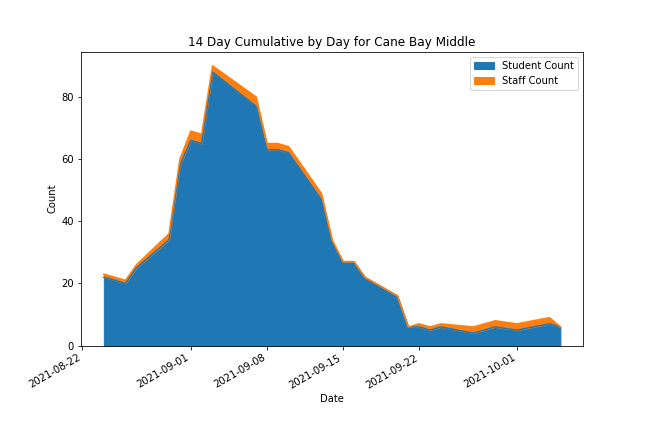 14 Day Cumulative by Day for Cane Bay Middle
Student Count
Staff Count
80
60
40
20
0
Count
2021-08-22
2021-09-01
2021-09-08
2021-09-15
2021-09-22
2021-10-01
Date